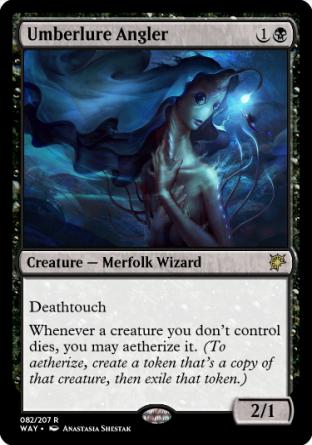 Umberlure Angler 1
Creature — Merfolk Wizard
Deathtouch
Whenever a creature you don't control
dies, you may aetherize it. (To
aetherize, create a token that's a copy of
that creature, then exile that token.)
082/207 R
WAY • Anastasia Shestak
2/1